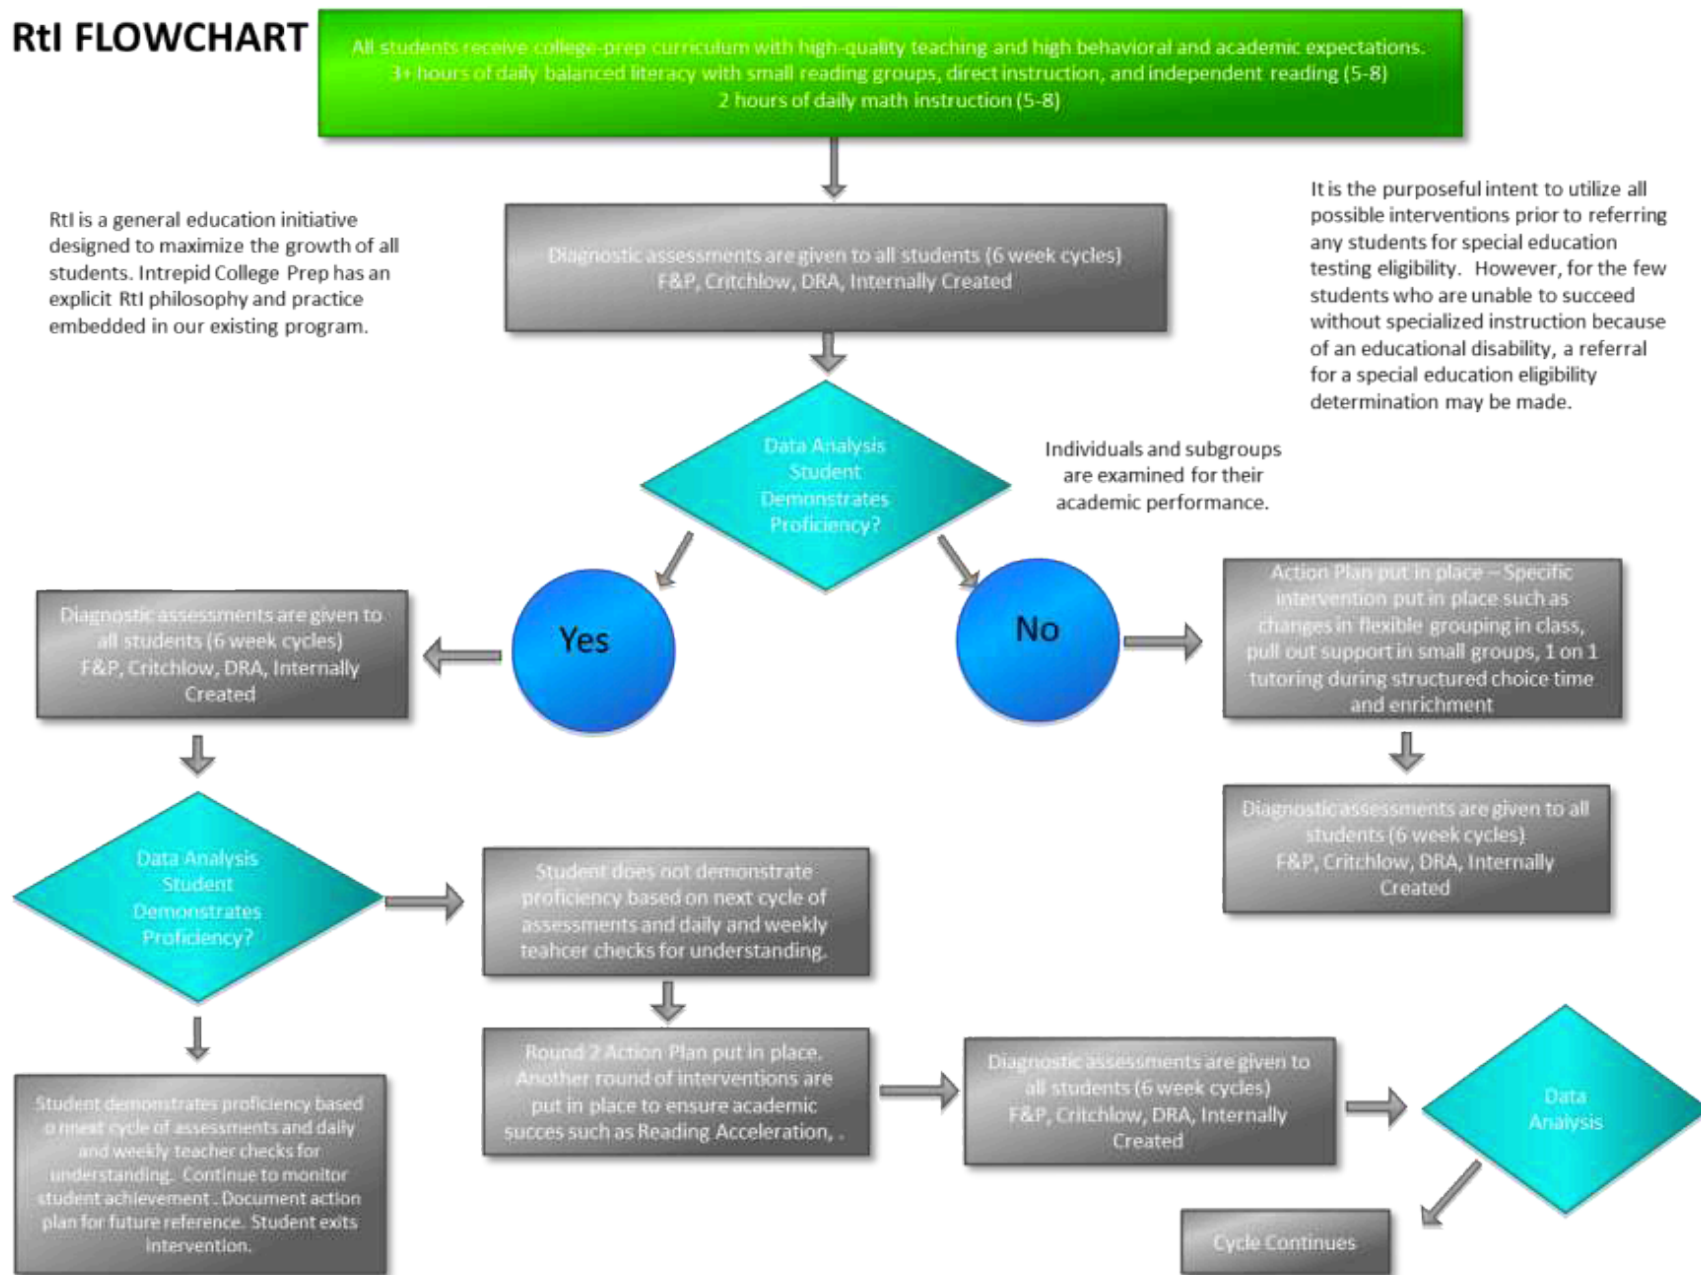 RtI FLOWCHART
All students receive college-prep curriculum with high-quality teaching and high behavioral and academic expectations.
3+ hours of daily balanced literacy with small reading groups, direct instruction, and independent reading (5-8)
2 hours of daily math instruction (5-8)
RtI is a general education initiative
designed to maximize the growth of all
students. Intrepid College Prep has an
explicit RtI philosophy and practice
embedded in our existing program.
Diagnostic assessments are given to all students (6 week cycles)
F&P, Critchlow, DRA, Internally Created
It is the purposeful intent to utilize all
possible interventions prior to referring
any students for special education
testing eligibility. However, for the few
students who are unable to succeed
without specialized instruction because
of an educational disability, a referral
for a special education eligibility
determination may be made.
Data Analysis
Student
Demonstrates
Proficiency?
Individuals and subgroups
are examined for their
academic performance.
Yes
No
Diagnostic assessments are given to
all students (6 week cycles)
F&P, Critchlow, DRA, Internally
Created
Action Plan put in place – Specific
intervention put in place such as
changes in flexible grouping in class,
pull out support in small groups, 1 on 1
tutoring during structured choice time
and enrichment
Diagnostic assessments are given to all
students (6 week cycles)
F&P, Critchlow, DRA, Internally
Created
Data Analysis
Student
Demonstrates
Proficiency?
Student does not demonstrate
proficiency based on next cycle of
assessments and daily and weekly
teahcer checks for understanding.
Round 2 Action Plan put in place.
Another round of interventions are
put in place to ensure academic
succes such as Reading Acceleration, .
Diagnostic assessments are given to
all students (6 week cycles)
F&P, Critchlow, DRA, Internally
Created
Data
Analysis
Student demonstrates proficiency based
o nnext cycle of assessments and daily
and weekly teacher checks for
understanding. Continue to monitor
student achievement . Document action
plan for future reference. Student exits
intervention.
Cycle Continues